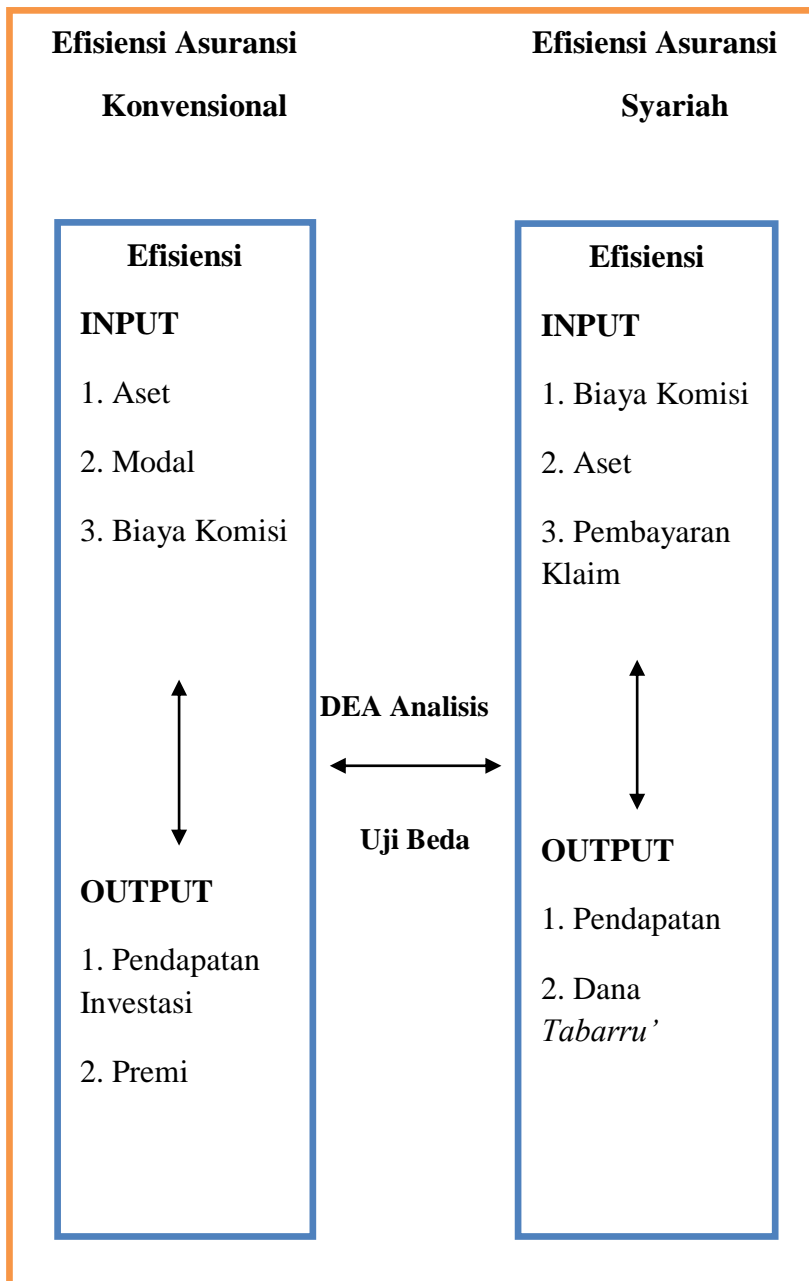 Efisiensi Asuransi
Konvensional
Efisiensi Asuransi
Syariah
Efisiensi
INPUT
1. Aset
2. Modal
3. Biaya Komisi
OUTPUT
1. Pendapatan
Investasi
2. Premi
DEA Analisis
Uji Beda
Efisiensi
INPUT
1. Biaya Komisi
2. Aset
3. Pembayaran
Klaim
OUTPUT
1. Pendapatan
2. Dana
Tabarru’